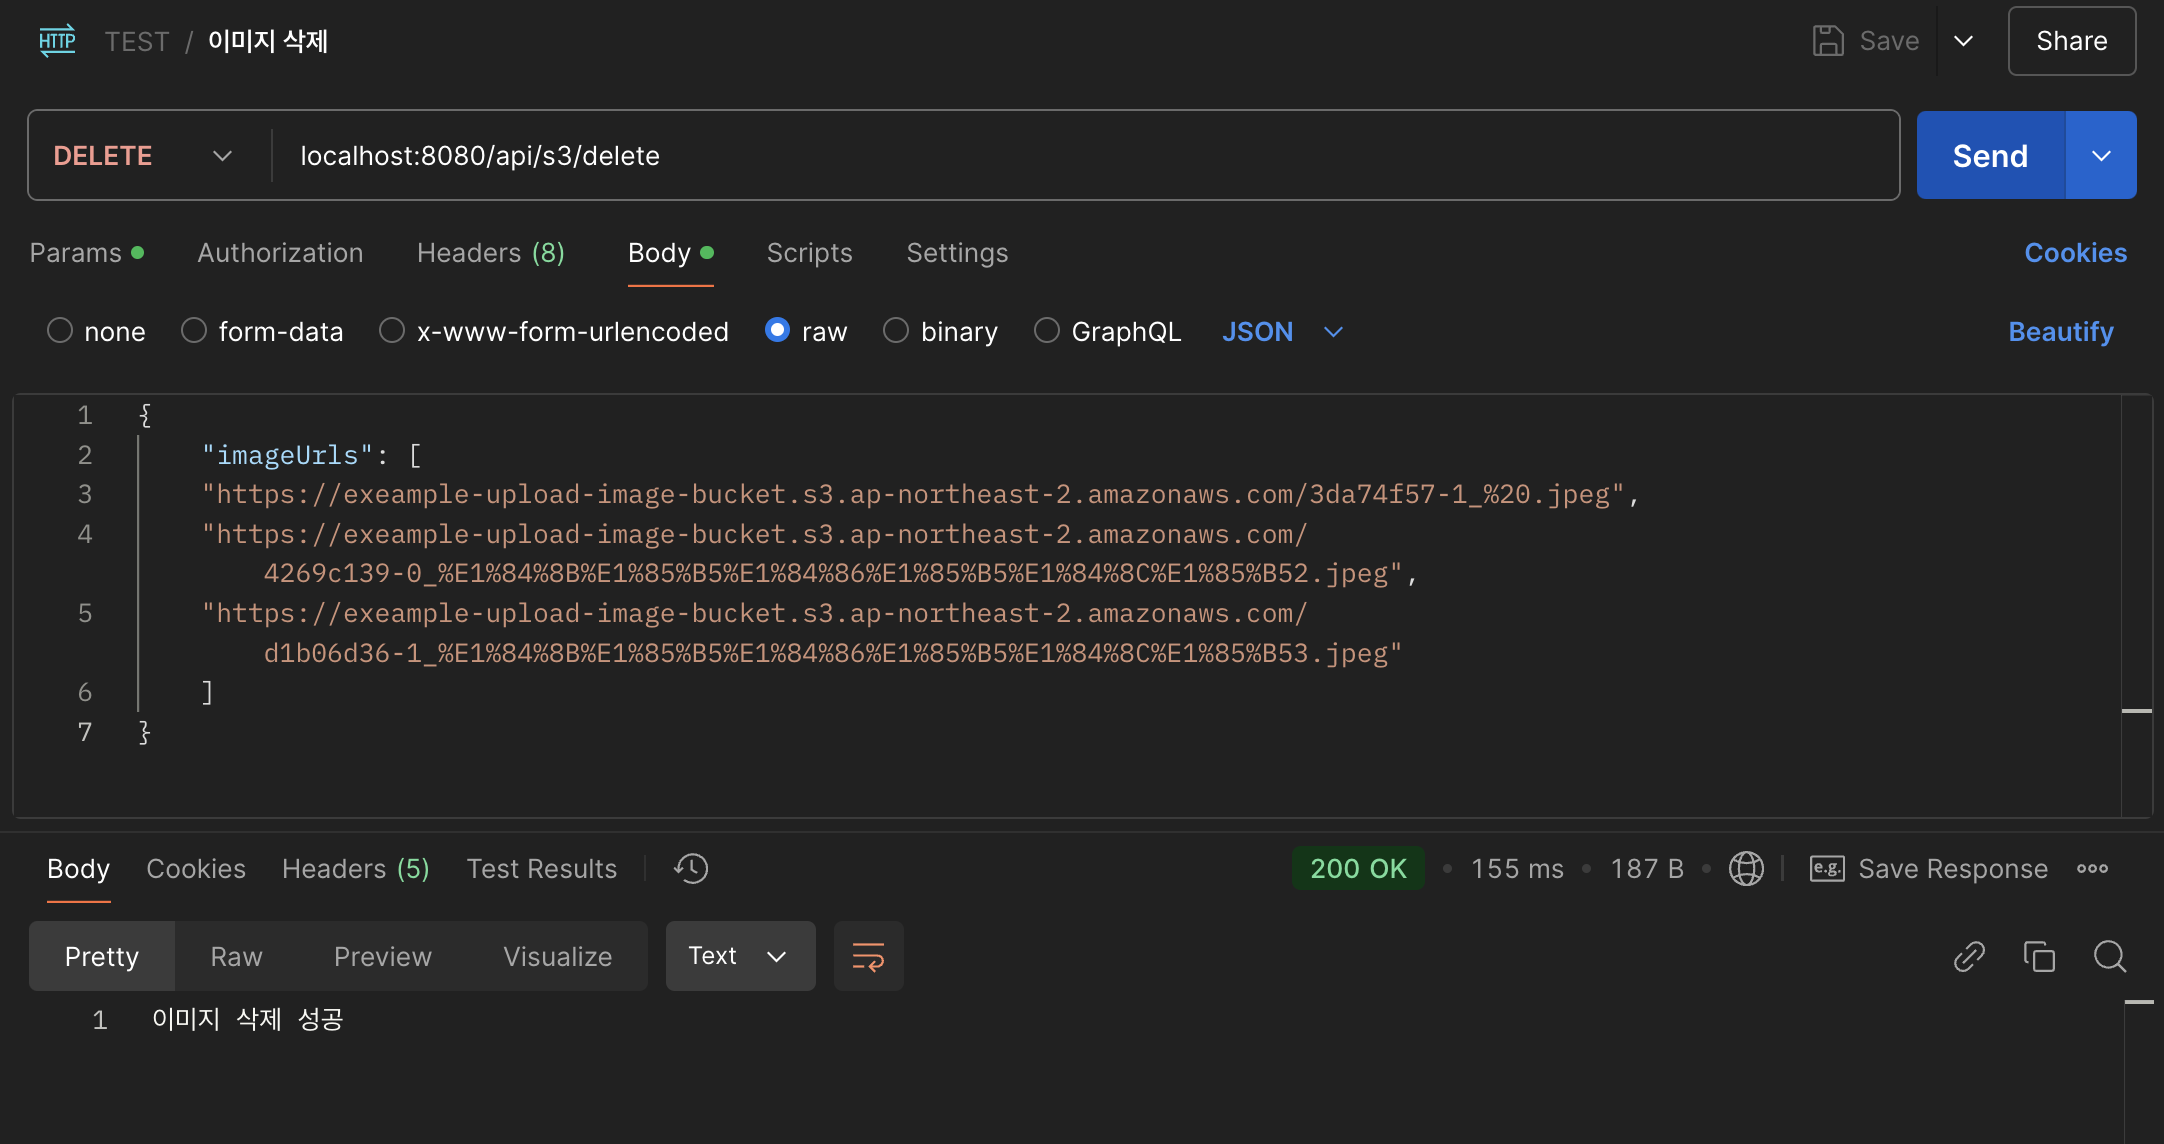 HTTP TEST / 이미지 삭제 Save Share
DELETE localhost:8080/api/s3/delete Send
Params Authorization Headers (8) Body Scripts Settings Cookies
none form-data x-www-form-urlencoded raw binary GraphQL JSON Beautify
1 {
2 "imageUrls": [
3 "https://exeample-upload-image-bucket.s3.ap-northeast-2.amazonaws.com/3da74f57-1_%20.jpeg",
4 "https://exeample-upload-image-bucket.s3.ap-northeast-2.amazonaws.com/
4269c139-0_%E1%84%8B%E1%85%B5%E1%84%86%E1%85%B5%E1%84%8C%E1%85%B52.jpeg",
5 "https://exeample-upload-image-bucket.s3.ap-northeast-2.amazonaws.com/
d1b06d36-1_%E1%84%8B%E1%85%B5%E1%84%86%E1%85%B5%E1%84%8C%E1%85%B53.jpeg"
6 ]
7 }
Body Cookies Headers (5) Test Results 200 OK 155 ms 187 B e.g. Save Response
Pretty Raw Preview Visualize Text
1 이미지 삭제 성공